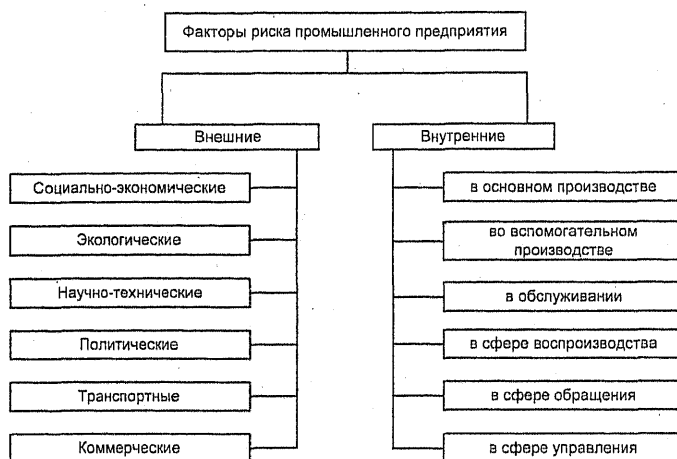 Факторы риска промышленного предприятия
Внешние
Внутренние
Социально-экономические
Экологические
Научно-технические
Политические
Транспортные
Коммерческие
в основном производстве
во вспомогательном
производстве
в обслуживании
в сфере воспроизводства
в сфере обращения
в сфере управления